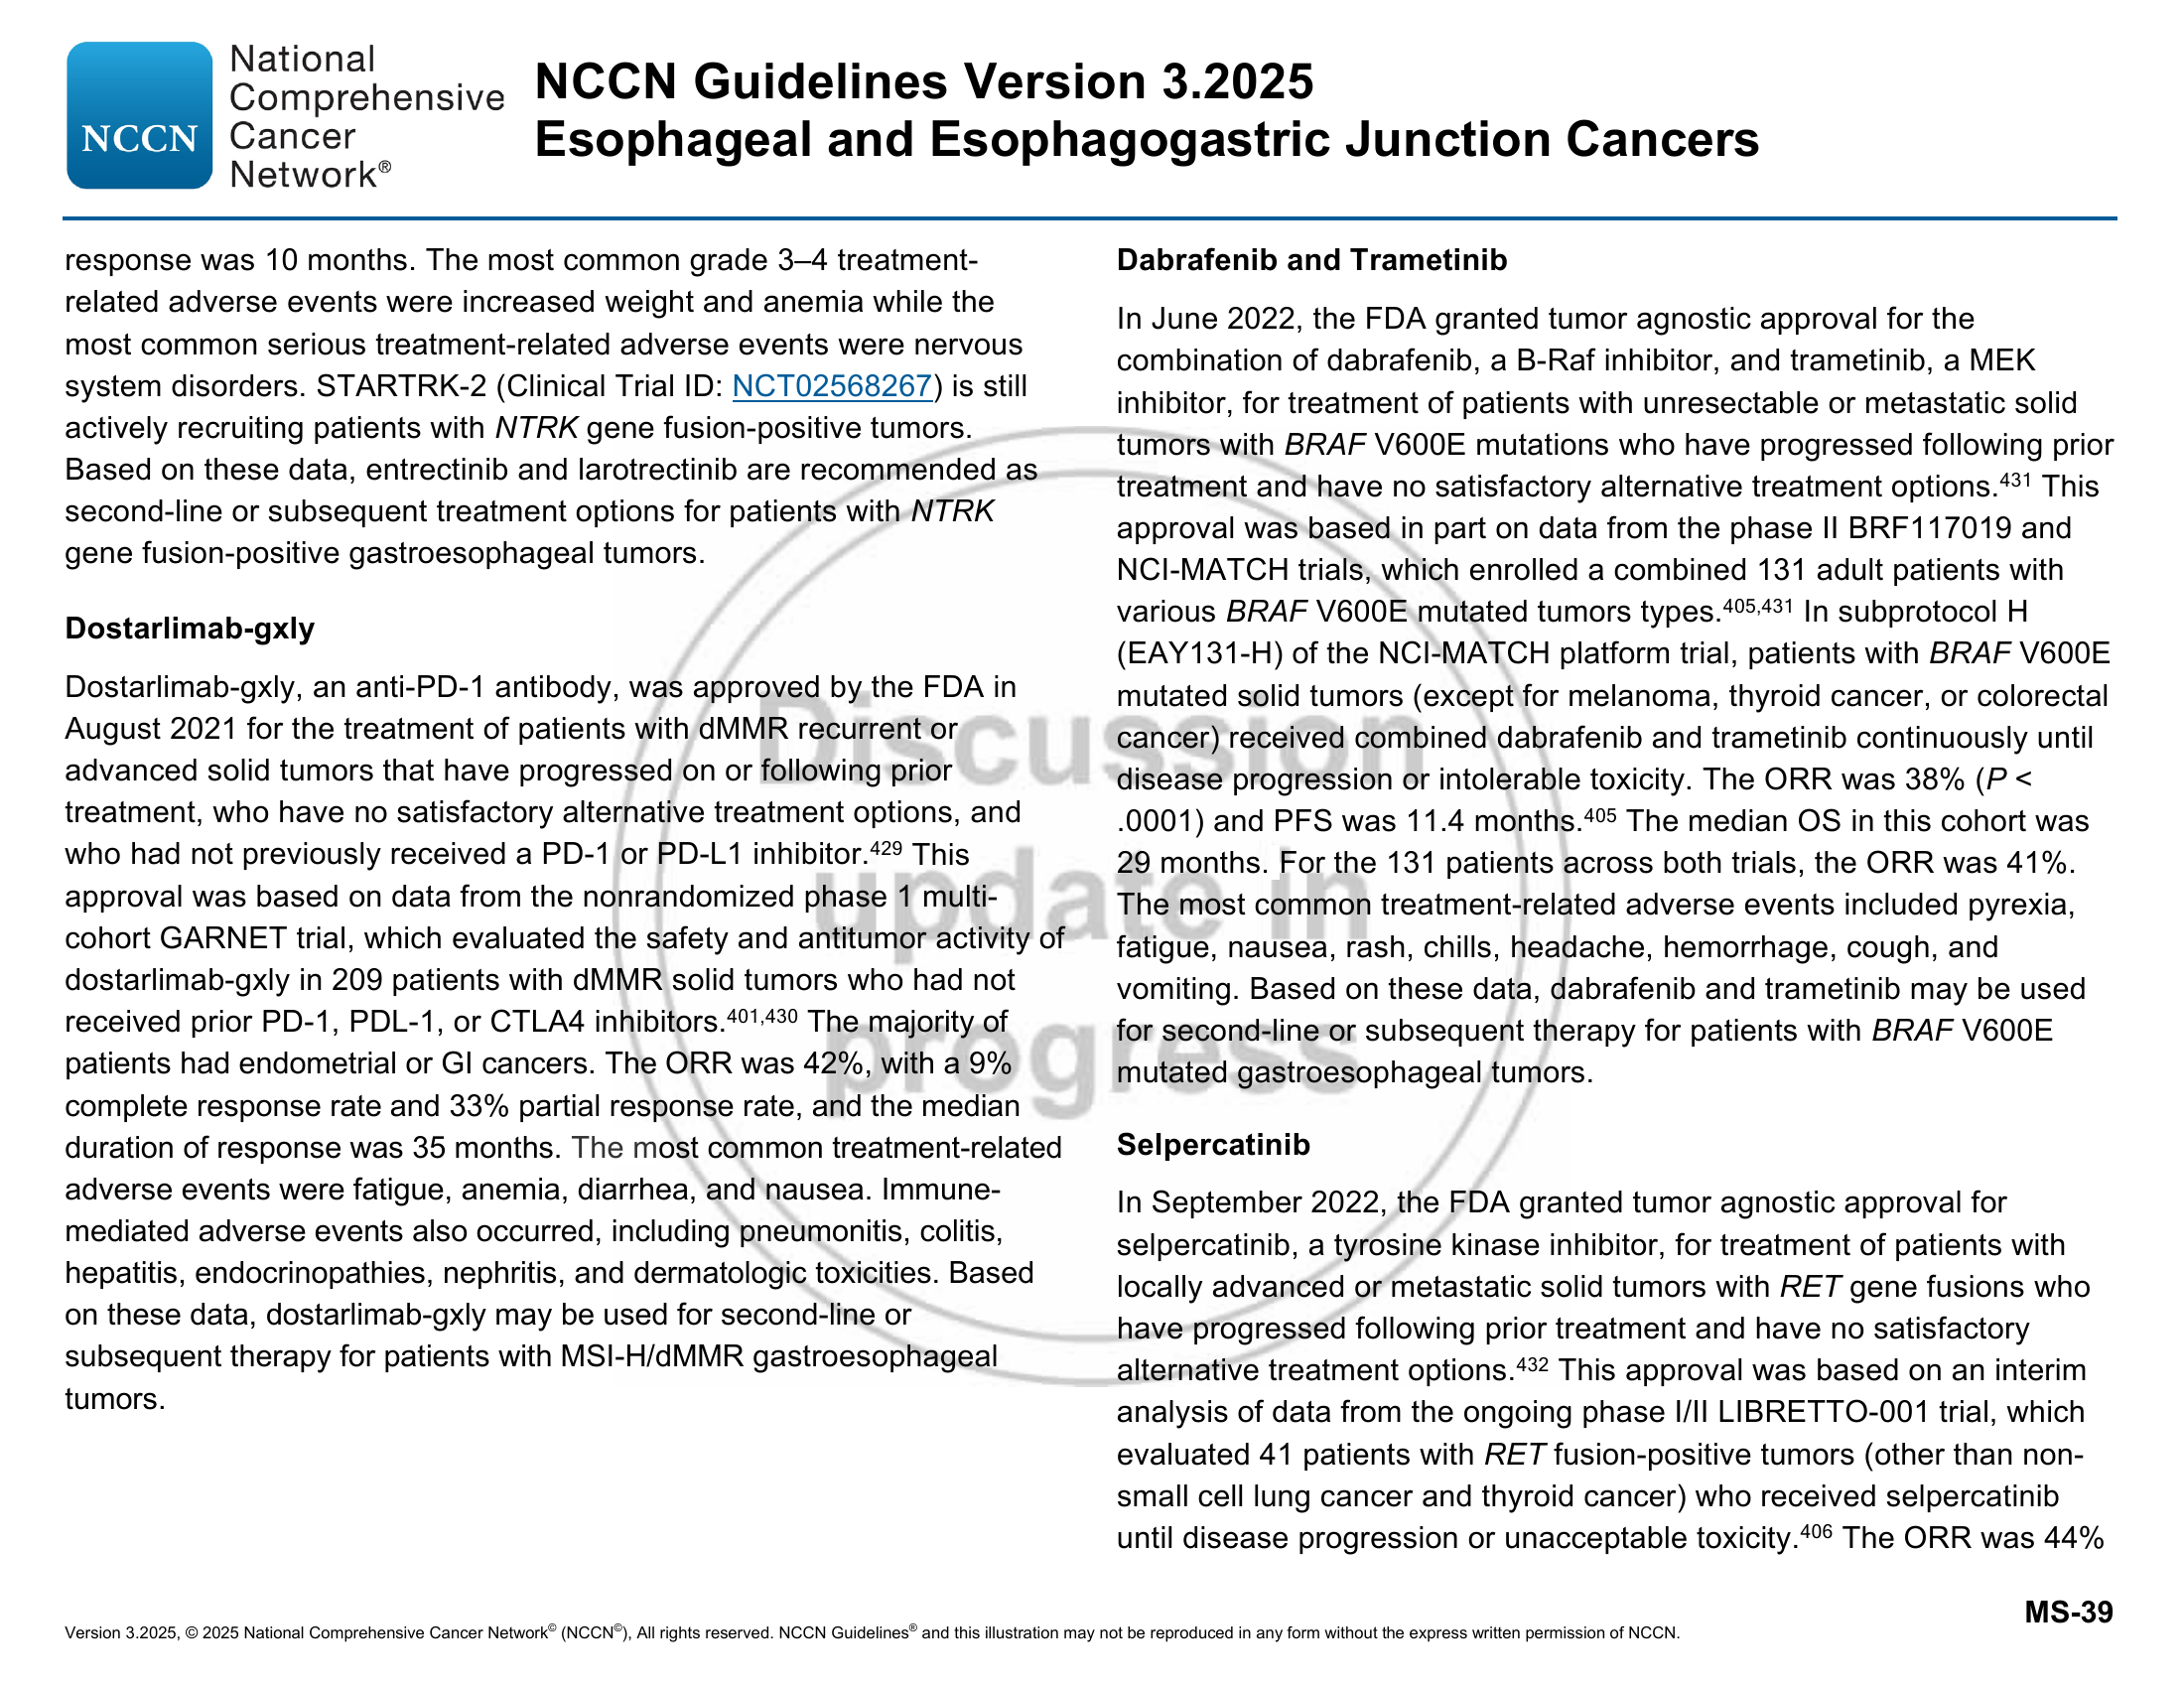 National
Comprehensive
Cancer
Network®
NCCN
NCCN Guidelines Version 3.2025
Esophageal and Esophagogastric Junction Cancers
response was 10 months. The most common grade 3–4 treatment-
related adverse events were increased weight and anemia while the
most common serious treatment-related adverse events were nervous
system disorders. STARTRK-2 (Clinical Trial ID: NCT02568267) is still
actively recruiting patients with NTRK gene fusion-positive tumors.
Based on these data, entrectinib and larotrectinib are recommended as
second-line or subsequent treatment options for patients with NTRK
gene fusion-positive gastroesophageal tumors.
Dostarlimab-gxly
Dostarlimab-gxly, an anti-PD-1 antibody, was approved by the FDA in
August 2021 for the treatment of patients with dMMR recurrent or
advanced solid tumors that have progressed on or following prior
treatment, who have no satisfactory alternative treatment options, and
who had not previously received a PD-1 or PD-L1 inhibitor.429 This
approval was based on data from the nonrandomized phase 1 multi-
cohort GARNET trial, which evaluated the safety and antitumor activity of
dostarlimab-gxly in 209 patients with dMMR solid tumors who had not
received prior PD-1, PDL-1, or CTLA4 inhibitors.401,430 The majority of
patients had endometrial or GI cancers. The ORR was 42%, with a 9%
complete response rate and 33% partial response rate, and the median
duration of response was 35 months. The most common treatment-related
adverse events were fatigue, anemia, diarrhea, and nausea. Immune-
mediated adverse events also occurred, including pneumonitis, colitis,
hepatitis, endocrinopathies, nephritis, and dermatologic toxicities. Based
on these data, dostarlimab-gxly may be used for second-line or
subsequent therapy for patients with MSI-H/dMMR gastroesophageal
tumors.
Dabrafenib and Trametinib
In June 2022, the FDA granted tumor agnostic approval for the
combination of dabrafenib, a B-Raf inhibitor, and trametinib, a MEK
inhibitor, for treatment of patients with unresectable or metastatic solid
tumors with BRAF V600E mutations who have progressed following prior
treatment and have no satisfactory alternative treatment options.431 This
approval was based in part on data from the phase II BRF117019 and
NCI-MATCH trials, which enrolled a combined 131 adult patients with
various BRAF V600E mutated tumors types.405,431 In subprotocol H
(EAY131-H) of the NCI-MATCH platform trial, patients with BRAF V600E
mutated solid tumors (except for melanoma, thyroid cancer, or colorectal
cancer) received combined dabrafenib and trametinib continuously until
disease progression or intolerable toxicity. The ORR was 38% (P <
.0001) and PFS was 11.4 months.405 The median OS in this cohort was
29 months. For the 131 patients across both trials, the ORR was 41%.
The most common treatment-related adverse events included pyrexia,
fatigue, nausea, rash, chills, headache, hemorrhage, cough, and
vomiting. Based on these data, dabrafenib and trametinib may be used
for second-line or subsequent therapy for patients with BRAF V600E
mutated gastroesophageal tumors.
Selpercatinib
In September 2022, the FDA granted tumor agnostic approval for
selpercatinib, a tyrosine kinase inhibitor, for treatment of patients with
locally advanced or metastatic solid tumors with RET gene fusions who
have progressed following prior treatment and have no satisfactory
alternative treatment options.432 This approval was based on an interim
analysis of data from the ongoing phase I/II LIBRETTO-001 trial, which
evaluated 41 patients with RET fusion-positive tumors (other than non-
small cell lung cancer and thyroid cancer) who received selpercatinib
until disease progression or unacceptable toxicity.406 The ORR was 44%
Discussion
update in
progress
MS-39
Version 3.2025, © 2025 National Comprehensive Cancer Network© (NCCN©), All rights reserved. NCCN Guidelines® and this illustration may not be reproduced in any form without the express written permission of NCCN.